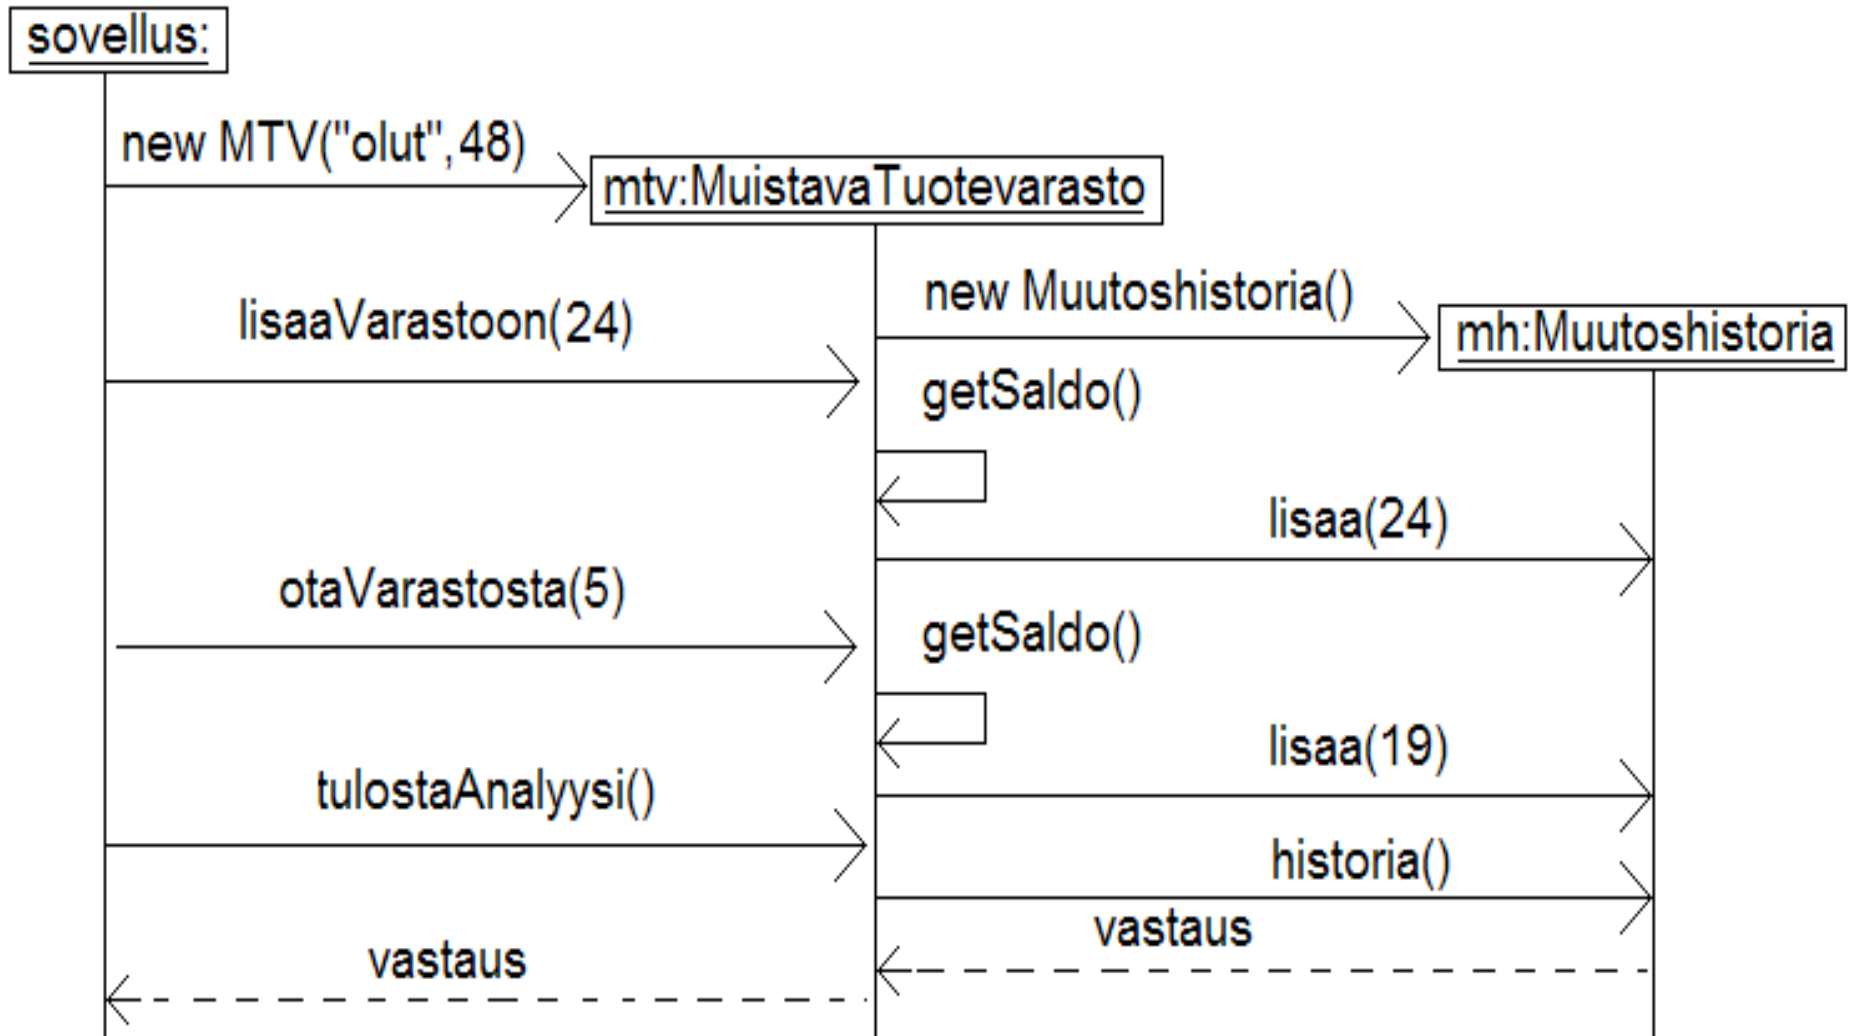 sovellus:
new MTV("olut",48)
mtv:MuistavaTuotevarasto
new Muutoshistoria()
mh:Muutoshistoria
lisaaVarastoon(24)
getSaldo()
lisaa(24)
otaVarastosta(5)
getSaldo()
lisaa(19)
tulostaAnalyysi()
historia()
vastaus
vastaus